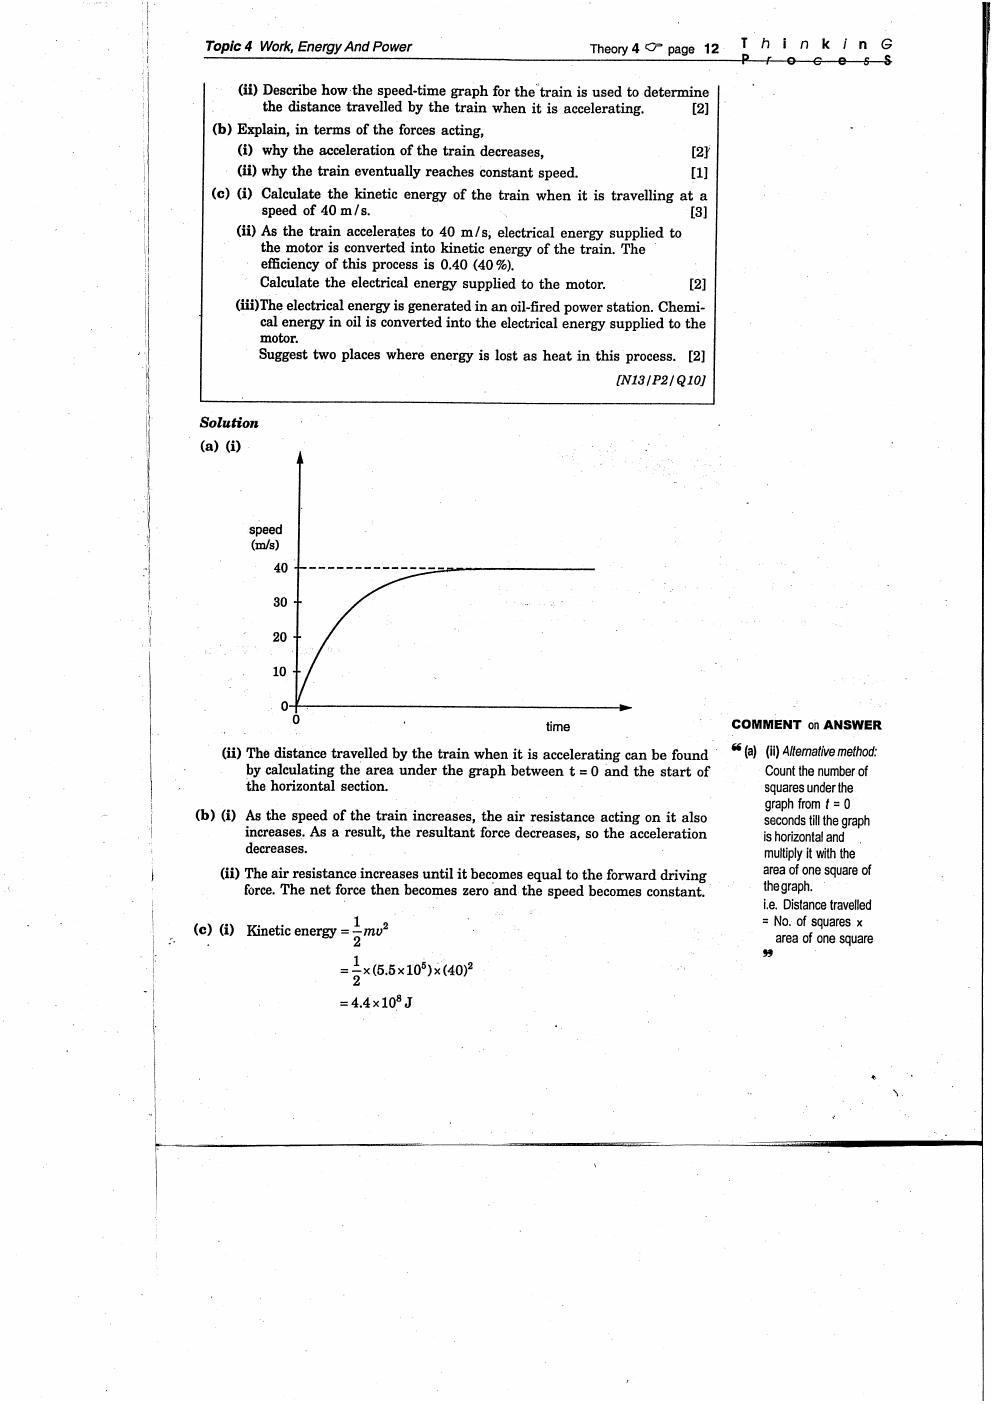 Topic 4 Work, Energy And Power
Theory 4 page 12
T h i n k i n G
P r o c e s S
(ii) Describe how the speed-time graph for the train is used to determine
the distance travelled by the train when it is accelerating. [2]
(b) Explain, in terms of the forces acting,
(i) why the acceleration of the train decreases, [2]
(ii) why the train eventually reaches constant speed. [1]
(c) (i) Calculate the kinetic energy of the train when it is travelling at a
speed of 40 m/s. [3]
(ii) As the train accelerates to 40 m/s, electrical energy supplied to
the motor is converted into kinetic energy of the train. The
efficiency of this process is 0.40 (40%).
Calculate the electrical energy supplied to the motor. [2]
(iii)The electrical energy is generated in an oil-fired power station. Chemi-
cal energy in oil is converted into the electrical energy supplied to the
motor.
Suggest two places where energy is lost as heat in this process. [2]
[N13/P2/Q10]
Solution
(a) (i)
speed
(m/s)
40
30
20
10
0
0
time
(ii) The distance travelled by the train when it is accelerating can be found
by calculating the area under the graph between t = 0 and the start of
the horizontal section.
(b) (i) As the speed of the train increases, the air resistance acting on it also
increases. As a result, the resultant force decreases, so the acceleration
decreases.
(ii) The air resistance increases until it becomes equal to the forward driving
force. The net force then becomes zero and the speed becomes constant.
(c) (i) Kinetic energy = 1/2 mv²
= 1/2 × (5.5 × 10⁵) × (40)²
= 4.4 × 10⁸ J
COMMENT on ANSWER
“ (a) (ii) Alternative method:
Count the number of
squares under the
graph from t = 0
seconds till the graph
is horizontal and
multiply it with the
area of one square of
the graph.
i.e. Distance travelled
= No. of squares x
area of one square
”